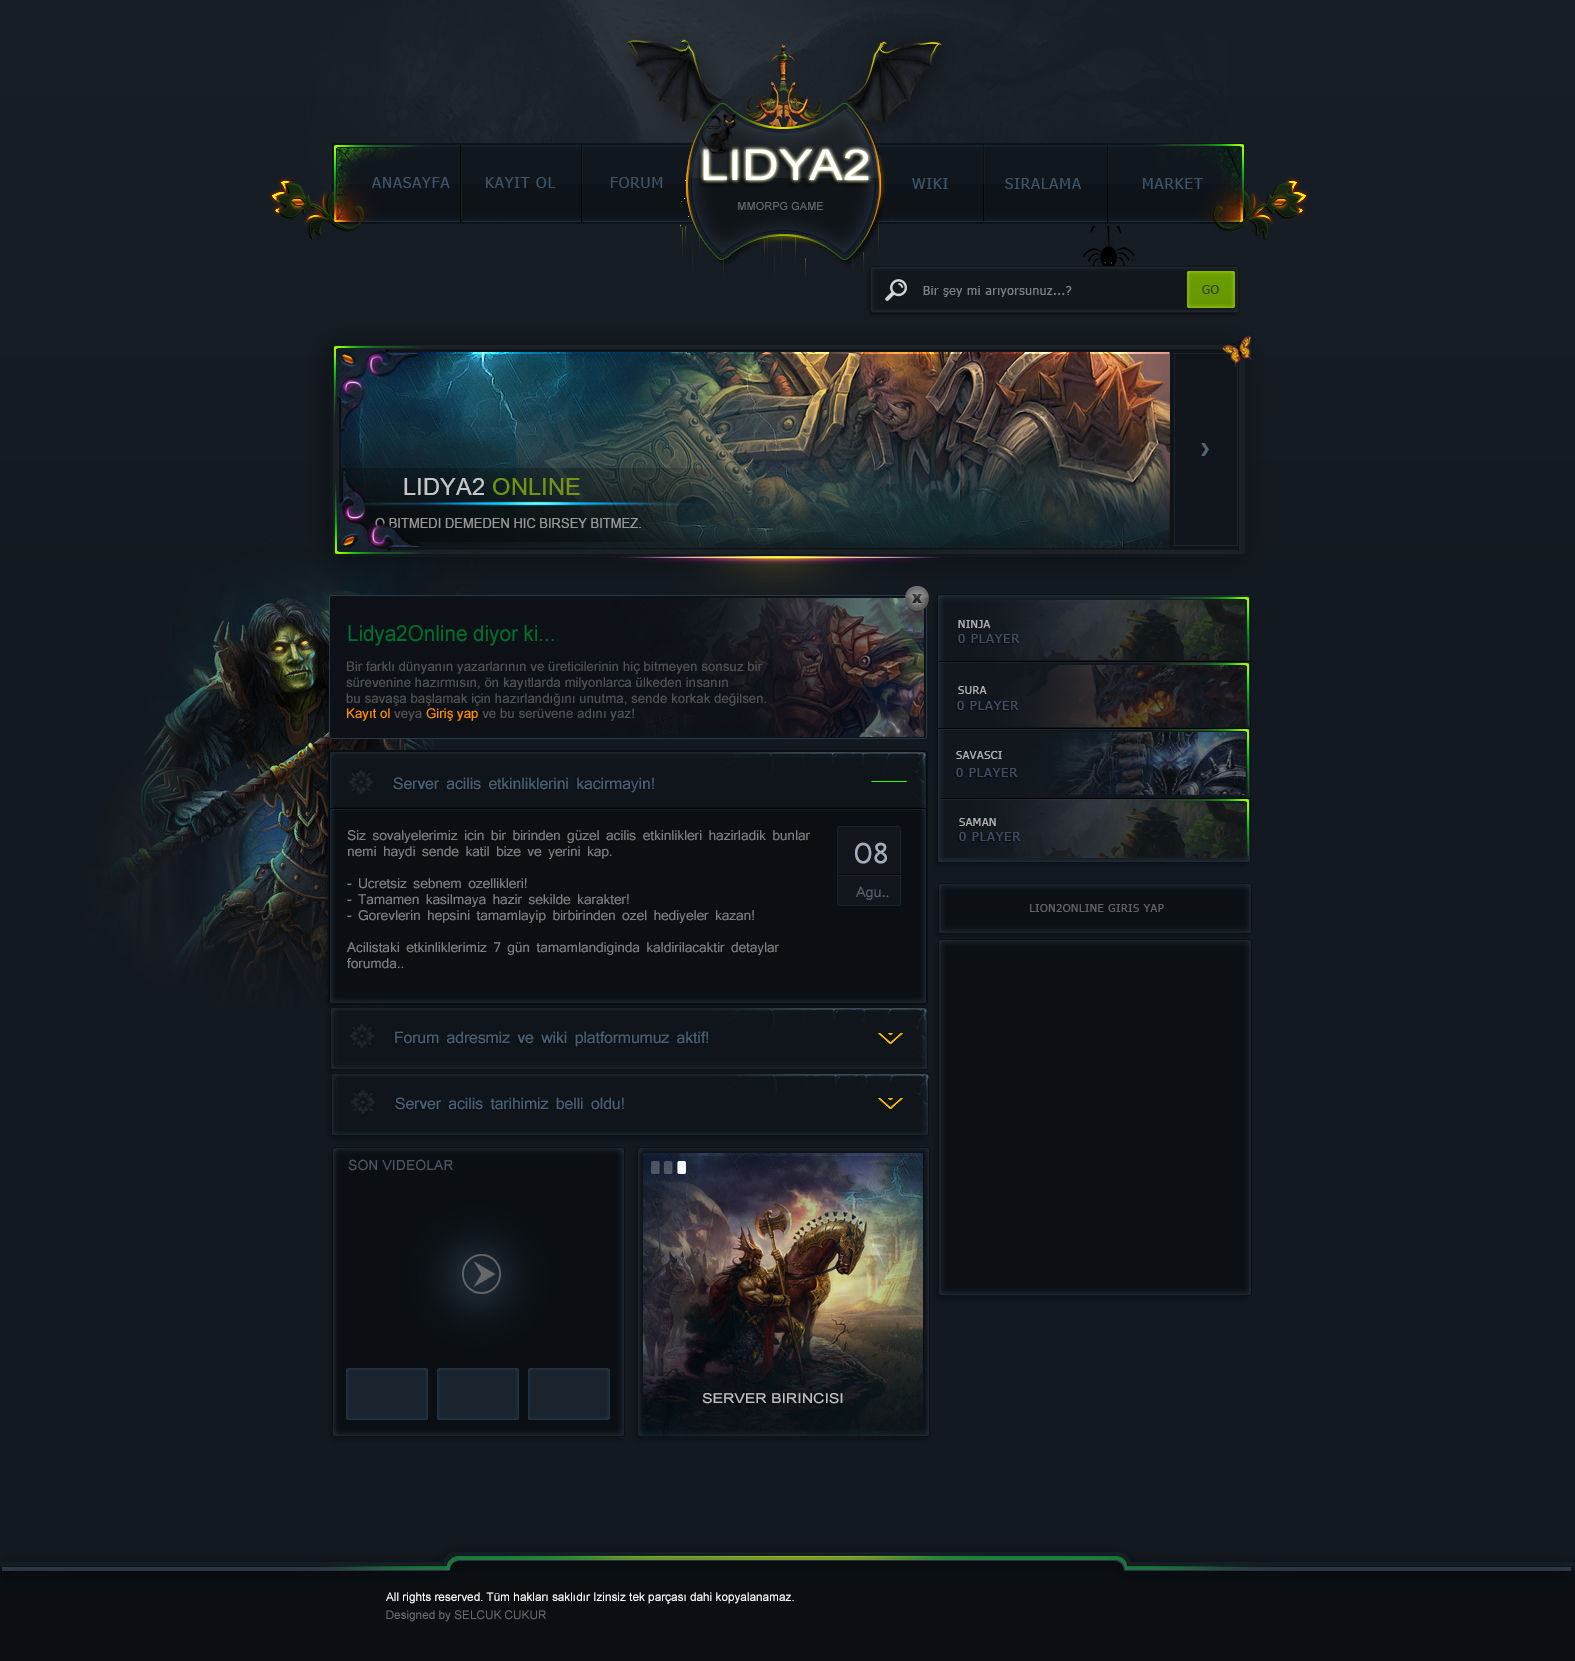 LIDYA2
MMORPG GAME
ANASAYFA
KAYIT OL
FORUM
WIKI
SIRALAMA
MARKET
Bir şey mi arıyorsunuz...?
GO
LIDYA2 ONLINE
O BITMEDI DEMEDEN HIC BIRSEY BITMEZ.
X
Lidya2Online diyor ki...
Bir farklı dünyanın yazarlarının ve üreticilerinin hiç bitmeyen sonsuz bir
sürevenine hazırmısın, ön kayıtlarda milyonlarca ülkeden insanın
bu savaşa başlamak için hazırlandığını unutma, sende korkak değilsen.
Kayıt ol veya Giriş yap ve bu serüvene adını yaz!
NINJA
0 PLAYER
SURA
0 PLAYER
SAVASCI
0 PLAYER
SAMAN
0 PLAYER
Server acilis etkinliklerini kacirmayin!
Siz sovalyelerimiz icin bir birinden güzel acilis etkinlikleri hazirladik bunlar
nemi haydi sende katil bize ve yerini kap.
- Ucretsiz sebnem ozellikleri!
- Tamamen kasilmaya hazir sekilde karakter!
- Gorevlerin hepsini tamamlayip birbirinden ozel hediyeler kazan!
Acilistaki etkinliklerimiz 7 gün tamamlandiginda kaldirilacaktir detaylar
forumda..
08
Agu..
LION2ONLINE GIRIS YAP
Forum adresmiz ve wiki platformumuz aktif!
Server acilis tarihimiz belli oldu!
SON VIDEOLAR
SERVER BIRINCISI
All rights reserved. Tüm hakları saklıdır Izinsiz tek parçası dahi kopyalanamaz.
Designed by SELCUK CUKUR